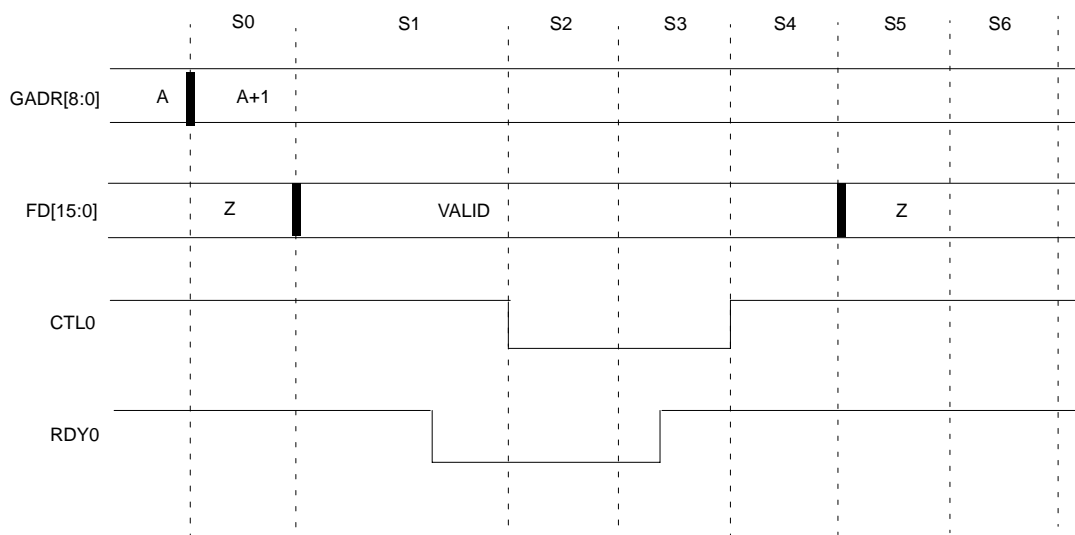 S0 S1 S2 S3 S4 S5 S6
GADR[8:0] A A+1
FD[15:0] Z VALID Z
CTL0
RDY0